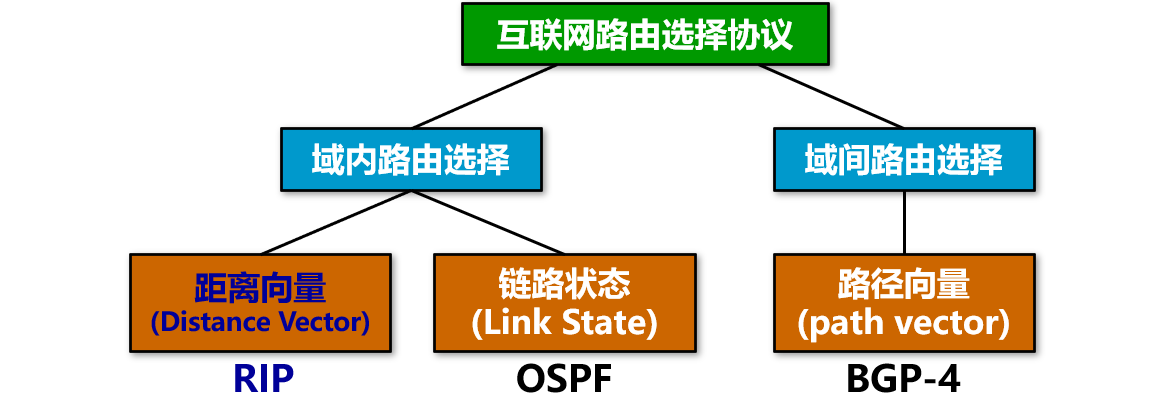 互联网路由选择协议
域内路由选择
域间路由选择
距离向量
(Distance Vector)
链路状态
(Link State)
路径向量
(path vector)
RIP
OSPF
BGP-4